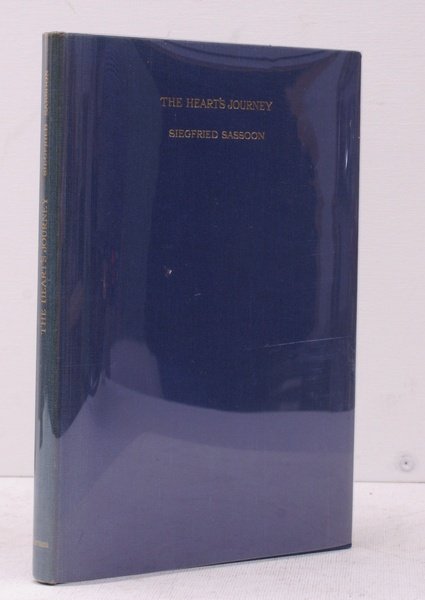 THE HEART'S JOURNEY
SIEGFRIED SASSOON
THE HEART'S JOURNEY SIEGFRIED SASSOON